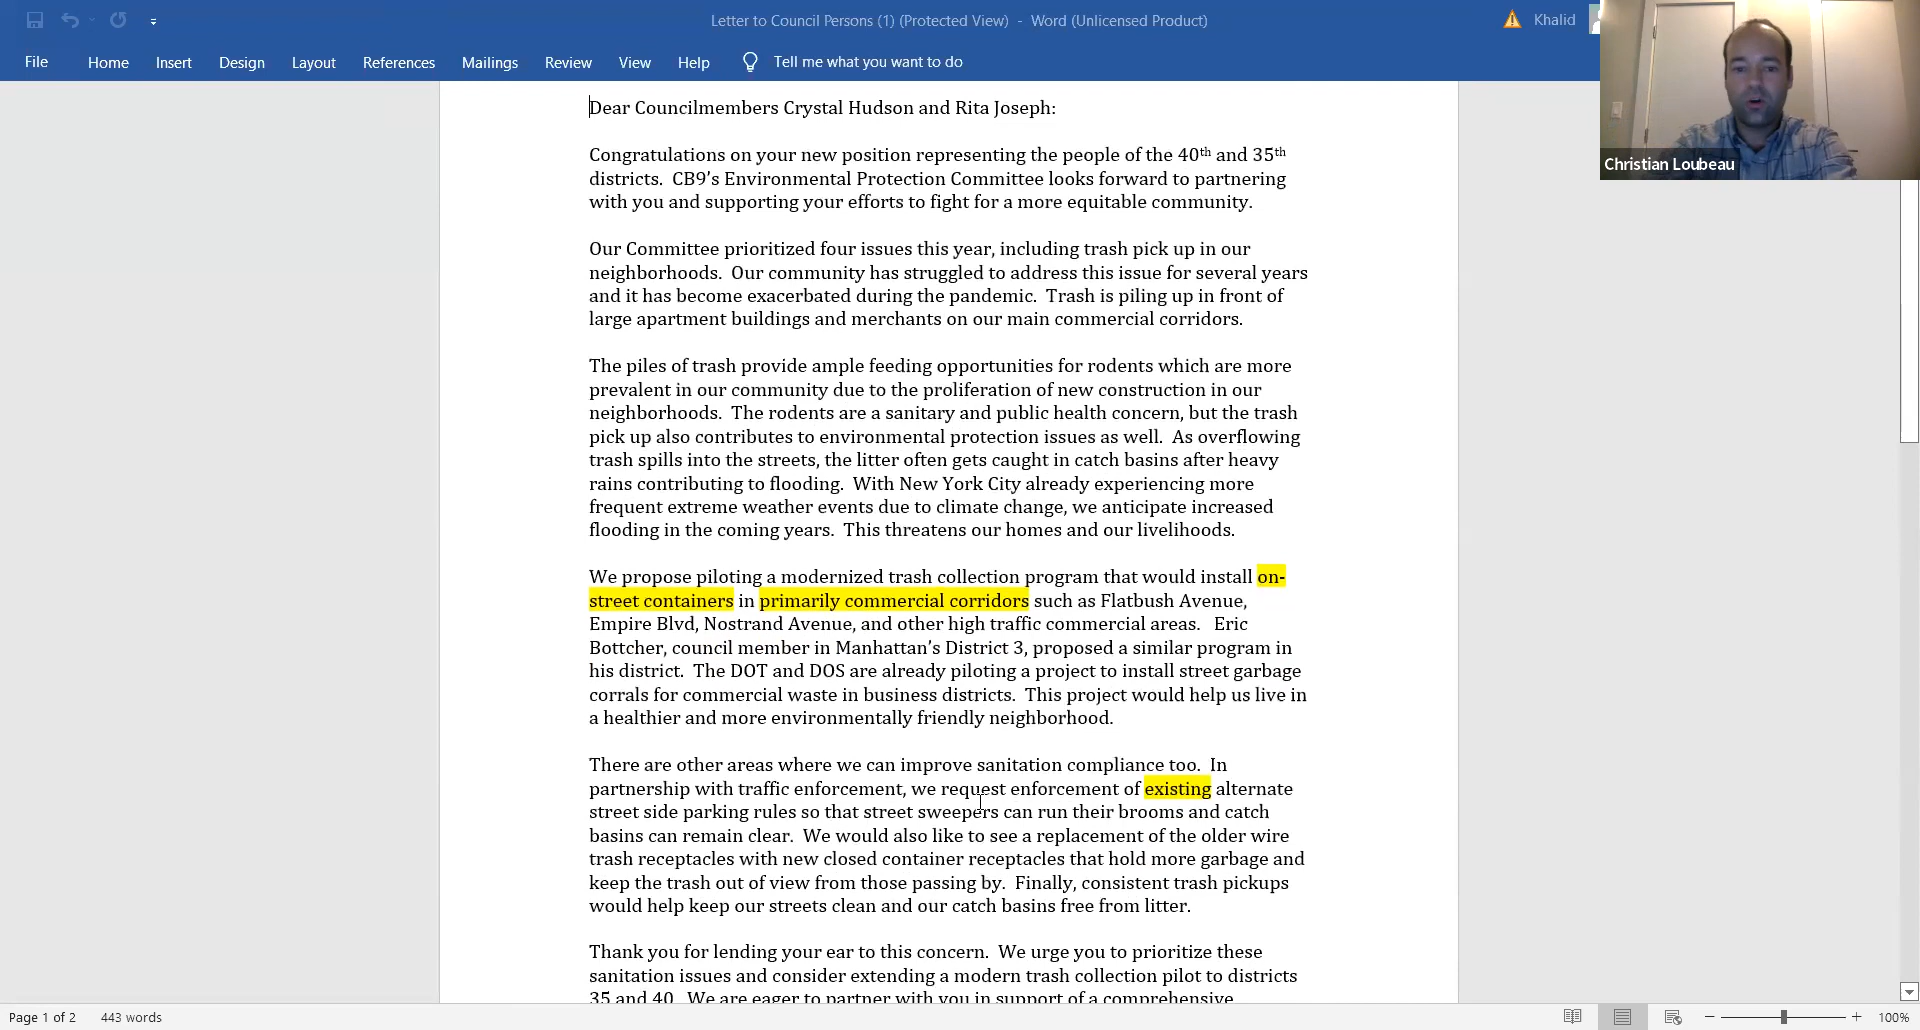 Letter to Council Persons (1) (Protected View) - Word (Unlicensed Product)
Khalid
File Home Insert Design Layout References Mailings Review View Help Tell me what you want to do
Christian Loubeau
Dear Councilmembers Crystal Hudson and Rita Joseph:
Congratulations on your new position representing the people of the 40th and 35th
districts. CB9’s Environmental Protection Committee looks forward to partnering
with you and supporting your efforts to fight for a more equitable community.
Our Committee prioritized four issues this year, including trash pick up in our
neighborhoods. Our community has struggled to address this issue for several years
and it has become exacerbated during the pandemic. Trash is piling up in front of
large apartment buildings and merchants on our main commercial corridors.
The piles of trash provide ample feeding opportunities for rodents which are more
prevalent in our community due to the proliferation of new construction in our
neighborhoods. The rodents are a sanitary and public health concern, but the trash
pick up also contributes to environmental protection issues as well. As overflowing
trash spills into the streets, the litter often gets caught in catch basins after heavy
rains contributing to flooding. With New York City already experiencing more
frequent extreme weather events due to climate change, we anticipate increased
flooding in the coming years. This threatens our homes and our livelihoods.
We propose piloting a modernized trash collection program that would install on-
street containers in primarily commercial corridors such as Flatbush Avenue,
Empire Blvd, Nostrand Avenue, and other high traffic commercial areas. Eric
Bottcher, council member in Manhattan’s District 3, proposed a similar program in
his district. The DOT and DOS are already piloting a project to install street garbage
corrals for commercial waste in business districts. This project would help us live in
a healthier and more environmentally friendly neighborhood.
There are other areas where we can improve sanitation compliance too. In
partnership with traffic enforcement, we request enforcement of existing alternate
street side parking rules so that street sweepers can run their brooms and catch
basins can remain clear. We would also like to see a replacement of the older wire
trash receptacles with new closed container receptacles that hold more garbage and
keep the trash out of view from those passing by. Finally, consistent trash pickups
would help keep our streets clean and our catch basins free from litter.
Thank you for lending your ear to this concern. We urge you to prioritize these
sanitation issues and consider extending a modern trash collection pilot to districts
35 and 40. We are eager to partner with you in support of a comprehensive
Page 1 of 2 443 words
100%